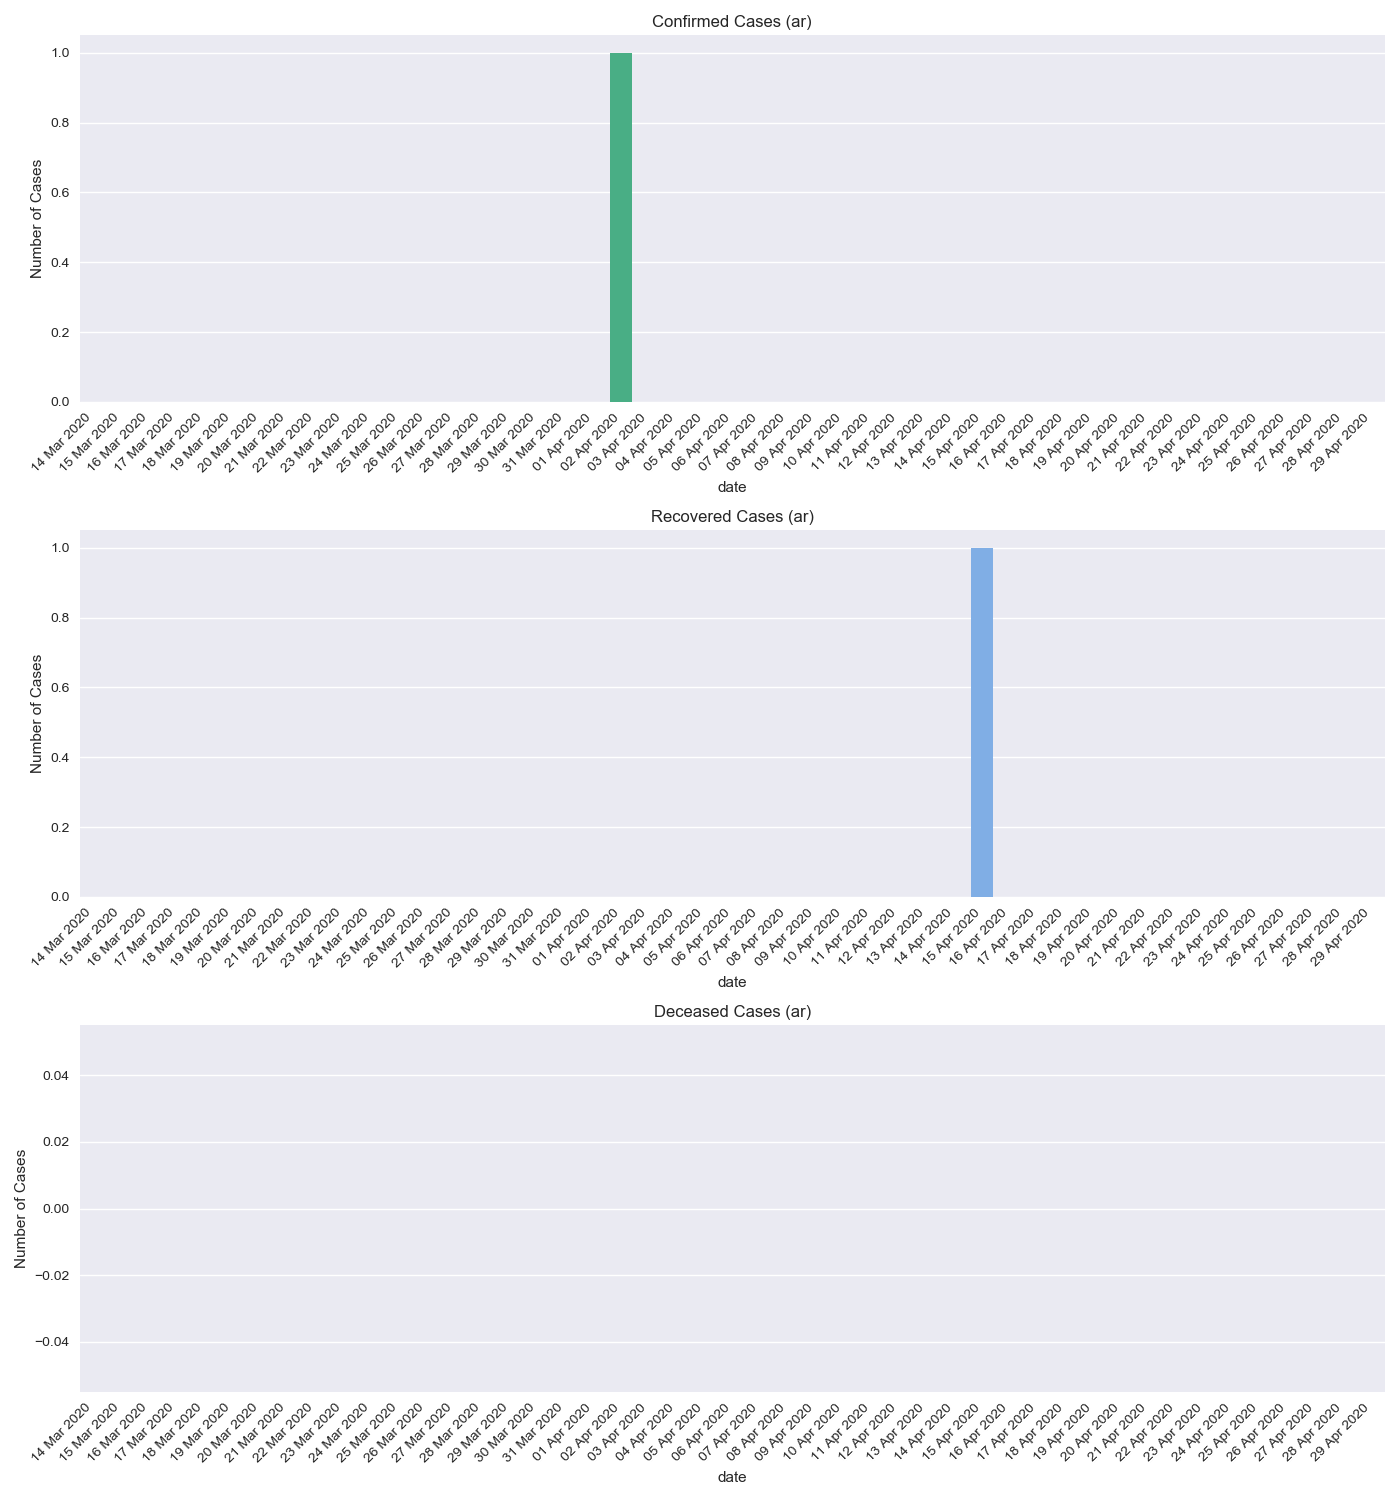 Confirmed Cases (ar)
1.0
0.8
0.6
0.4
0.2
0.0
Number of Cases
14 Mar 2020
15 Mar 2020
16 Mar 2020
17 Mar 2020
18 Mar 2020
19 Mar 2020
20 Mar 2020
21 Mar 2020
22 Mar 2020
23 Mar 2020
24 Mar 2020
25 Mar 2020
26 Mar 2020
27 Mar 2020
28 Mar 2020
29 Mar 2020
30 Mar 2020
31 Mar 2020
01 Apr 2020
02 Apr 2020
03 Apr 2020
04 Apr 2020
05 Apr 2020
06 Apr 2020
07 Apr 2020
08 Apr 2020
09 Apr 2020
10 Apr 2020
11 Apr 2020
12 Apr 2020
13 Apr 2020
14 Apr 2020
15 Apr 2020
16 Apr 2020
17 Apr 2020
18 Apr 2020
19 Apr 2020
20 Apr 2020
21 Apr 2020
22 Apr 2020
23 Apr 2020
24 Apr 2020
25 Apr 2020
26 Apr 2020
27 Apr 2020
28 Apr 2020
29 Apr 2020
date
Recovered Cases (ar)
1.0
0.8
0.6
0.4
0.2
0.0
Number of Cases
14 Mar 2020
15 Mar 2020
16 Mar 2020
17 Mar 2020
18 Mar 2020
19 Mar 2020
20 Mar 2020
21 Mar 2020
22 Mar 2020
23 Mar 2020
24 Mar 2020
25 Mar 2020
26 Mar 2020
27 Mar 2020
28 Mar 2020
29 Mar 2020
30 Mar 2020
31 Mar 2020
01 Apr 2020
02 Apr 2020
03 Apr 2020
04 Apr 2020
05 Apr 2020
06 Apr 2020
07 Apr 2020
08 Apr 2020
09 Apr 2020
10 Apr 2020
11 Apr 2020
12 Apr 2020
13 Apr 2020
14 Apr 2020
15 Apr 2020
16 Apr 2020
17 Apr 2020
18 Apr 2020
19 Apr 2020
20 Apr 2020
21 Apr 2020
22 Apr 2020
23 Apr 2020
24 Apr 2020
25 Apr 2020
26 Apr 2020
27 Apr 2020
28 Apr 2020
29 Apr 2020
date
Deceased Cases (ar)
0.04
0.02
0.00
−0.02
−0.04
Number of Cases
14 Mar 2020
15 Mar 2020
16 Mar 2020
17 Mar 2020
18 Mar 2020
19 Mar 2020
20 Mar 2020
21 Mar 2020
22 Mar 2020
23 Mar 2020
24 Mar 2020
25 Mar 2020
26 Mar 2020
27 Mar 2020
28 Mar 2020
29 Mar 2020
30 Mar 2020
31 Mar 2020
01 Apr 2020
02 Apr 2020
03 Apr 2020
04 Apr 2020
05 Apr 2020
06 Apr 2020
07 Apr 2020
08 Apr 2020
09 Apr 2020
10 Apr 2020
11 Apr 2020
12 Apr 2020
13 Apr 2020
14 Apr 2020
15 Apr 2020
16 Apr 2020
17 Apr 2020
18 Apr 2020
19 Apr 2020
20 Apr 2020
21 Apr 2020
22 Apr 2020
23 Apr 2020
24 Apr 2020
25 Apr 2020
26 Apr 2020
27 Apr 2020
28 Apr 2020
29 Apr 2020
date